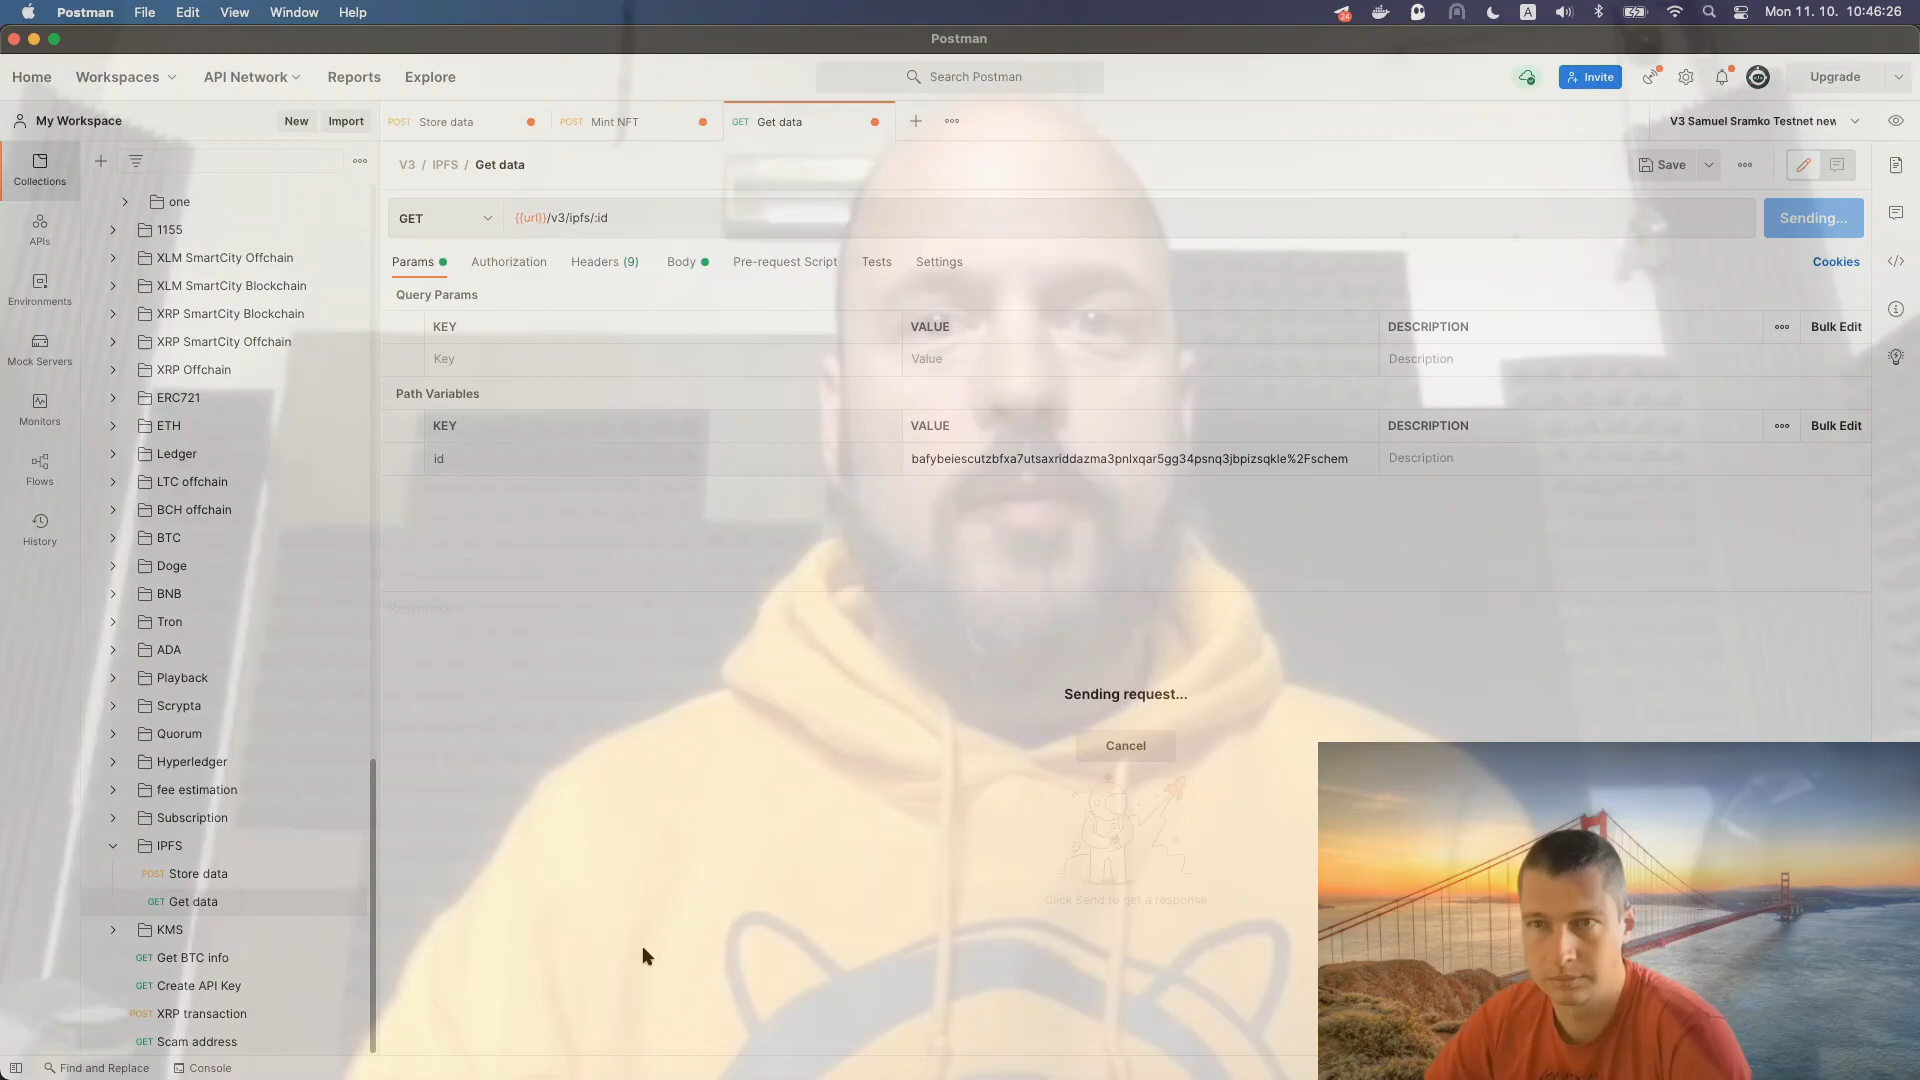 Postman File Edit View Window Help
24 A Mon 11. 10. 10:46:26
Postman
Home Workspaces API Network Reports Explore
Search Postman
Invite Upgrade
My Workspace New Import
POST Store data POST Mint NFT GET Get data
V3 Samuel Sramko Testnet new
Collections
APIs
Environments
Mock Servers
Monitors
Flows
History
one
1155
XLM SmartCity Offchain
XLM SmartCity Blockchain
XRP SmartCity Blockchain
XRP SmartCity Offchain
XRP Offchain
ERC721
ETH
Ledger
LTC offchain
BCH offchain
BTC
Doge
BNB
Tron
ADA
Playback
Scrypta
Quorum
Hyperledger
fee estimation
Subscription
IPFS
POST Store data
GET Get data
KMS
GET Get BTC info
GET Create API Key
POST XRP transaction
GET Scam address
V3 / IPFS / Get data
Save
GET {{url}}/v3/ipfs/:id Sending...
Params Authorization Headers (9) Body Pre-request Script Tests Settings Cookies
Query Params
KEY VALUE DESCRIPTION Bulk Edit
Key Value Description
Path Variables
KEY VALUE DESCRIPTION Bulk Edit
id bafybeiescutzbfxa7utsaxriddazma3pnlxqar5gg34psnq3jbpizsqkle%2Fschem Description
Response
Sending request...
Cancel
Click Send to get a response
Find and Replace Console